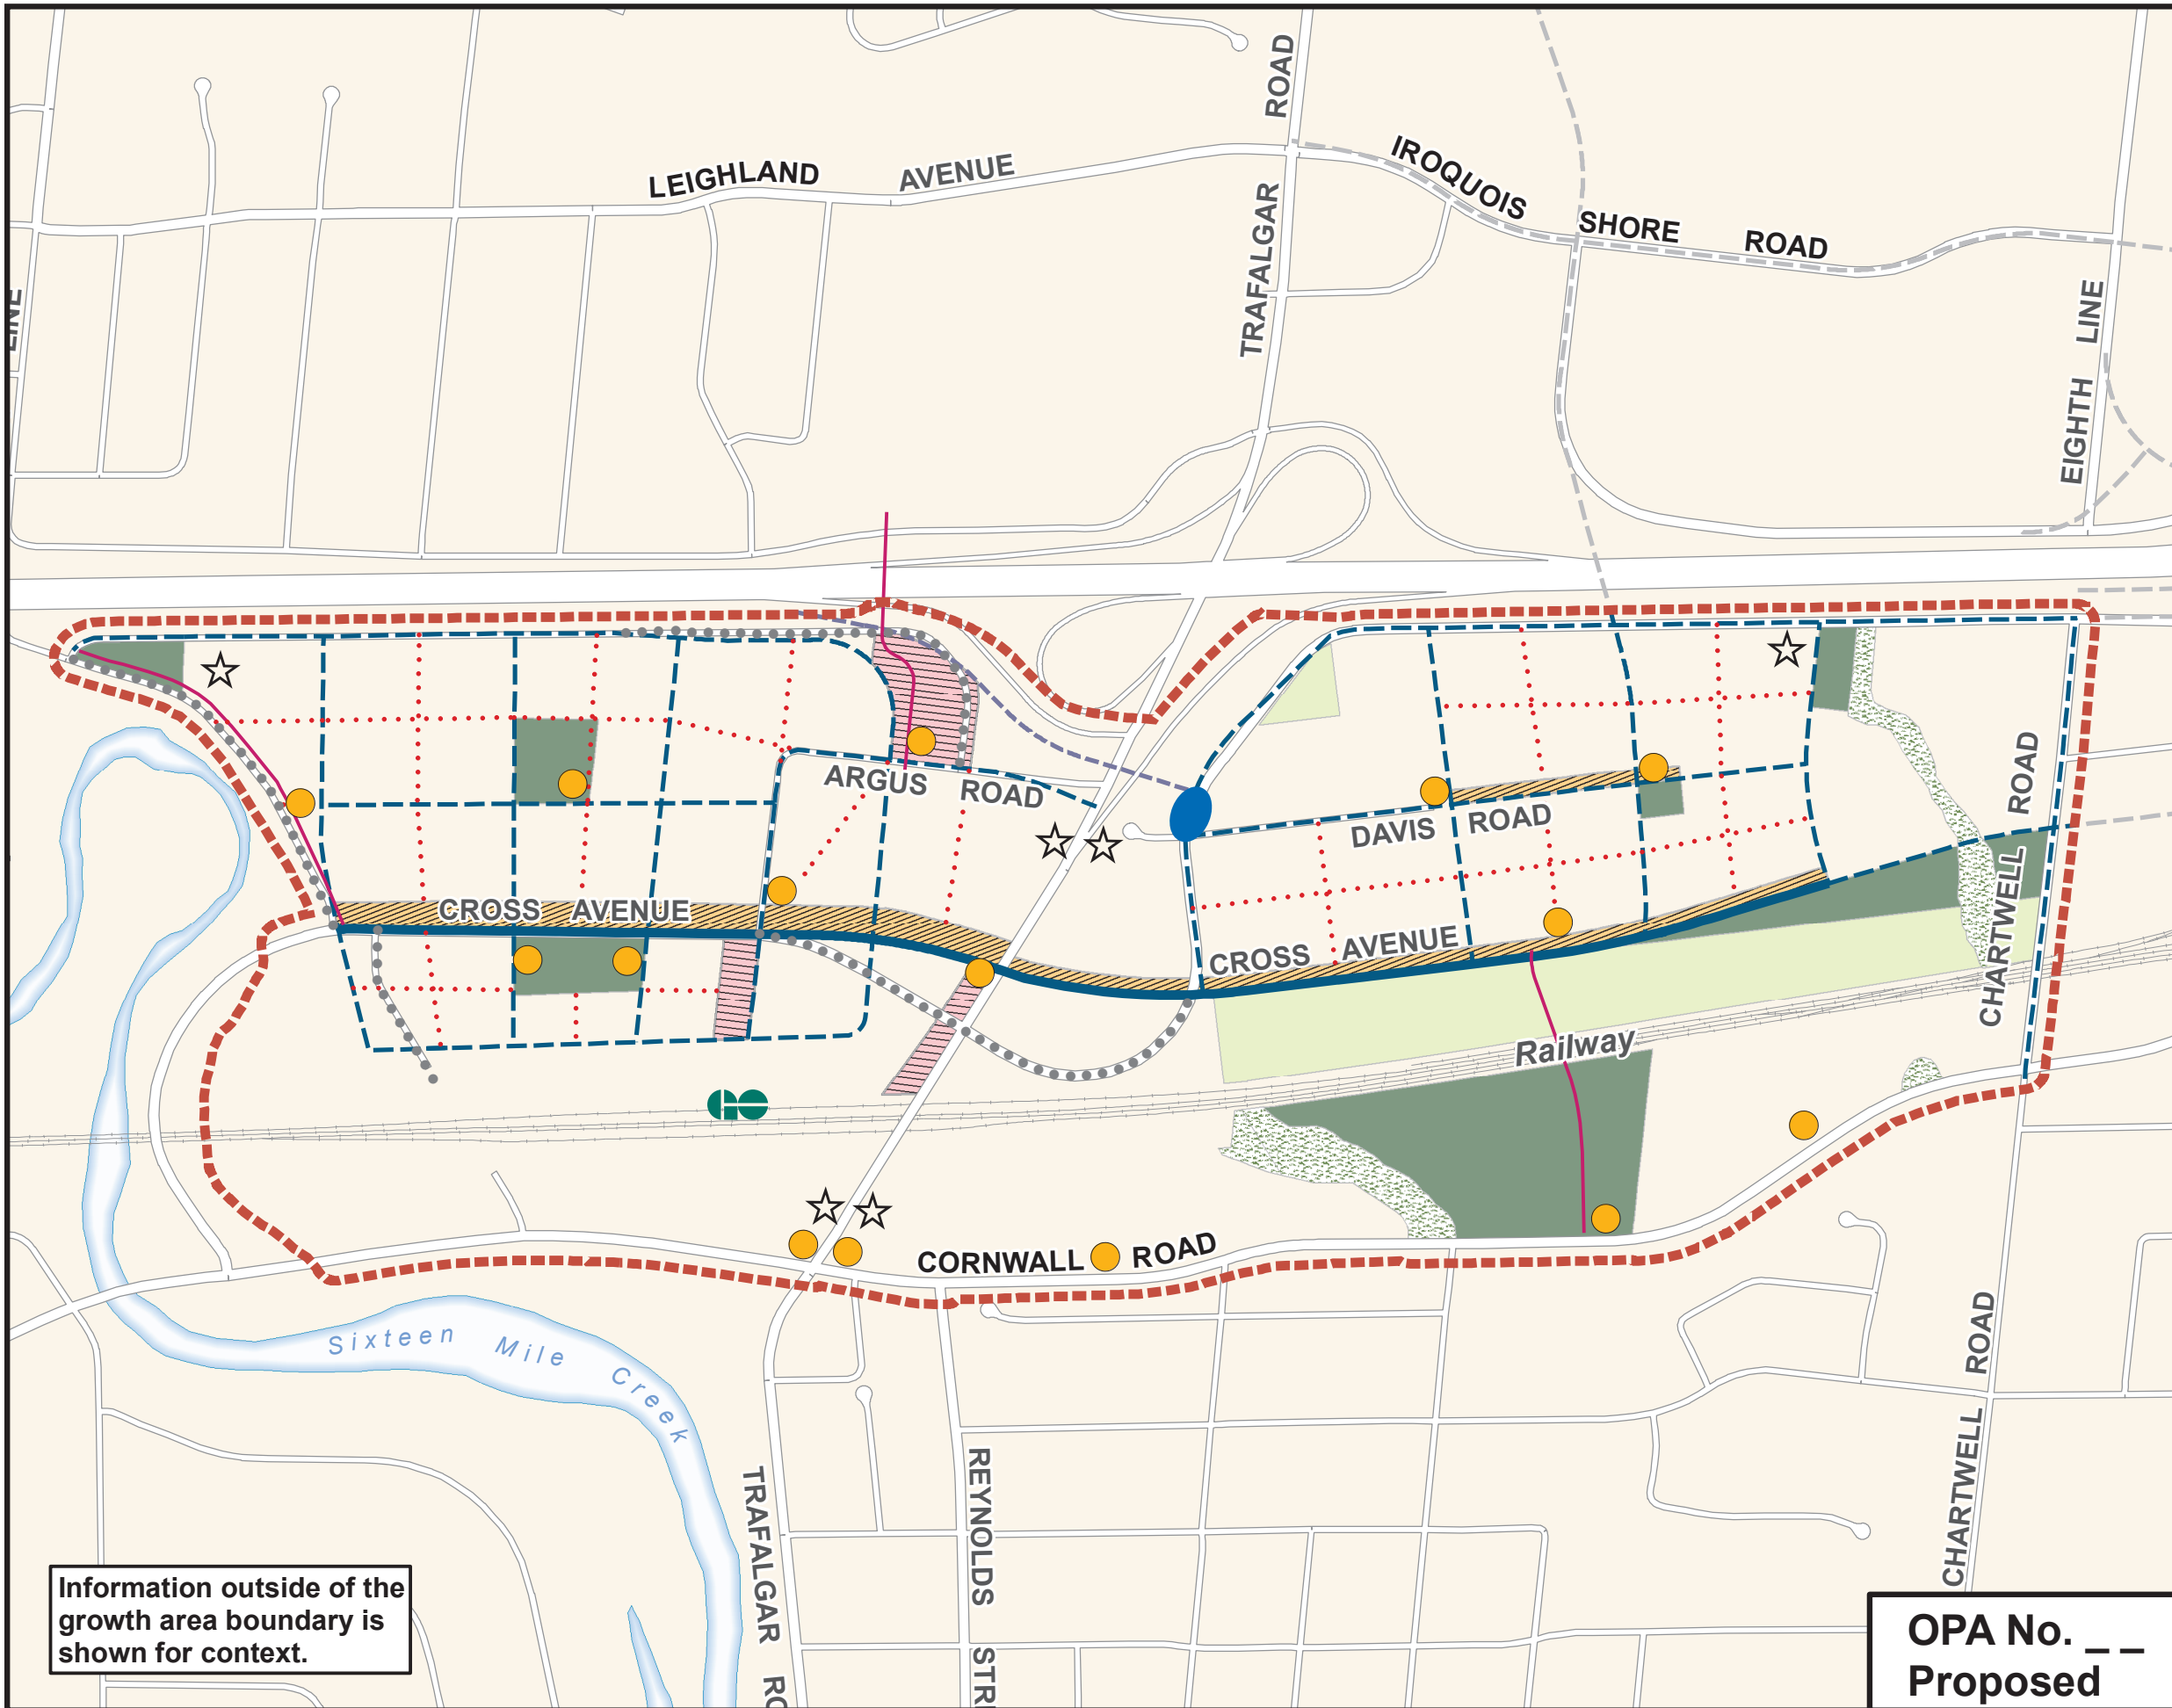 ROAD
LEIGHLAND AVENUE
IROQUOIS SHORE ROAD
TRAFALGAR
LINE
EIGHTH LINE
ARGUS ROAD
DAVIS ROAD
ROAD
CHARTWELL
CROSS AVENUE
CROSS AVENUE
Railway
CORNWALL ROAD
Sixteen Mile Creek
ROAD
CHARTWELL
TRAFALGAR
REYNOLDS
Information outside of the
growth area boundary is
shown for context.
OPA No. _ _
Proposed